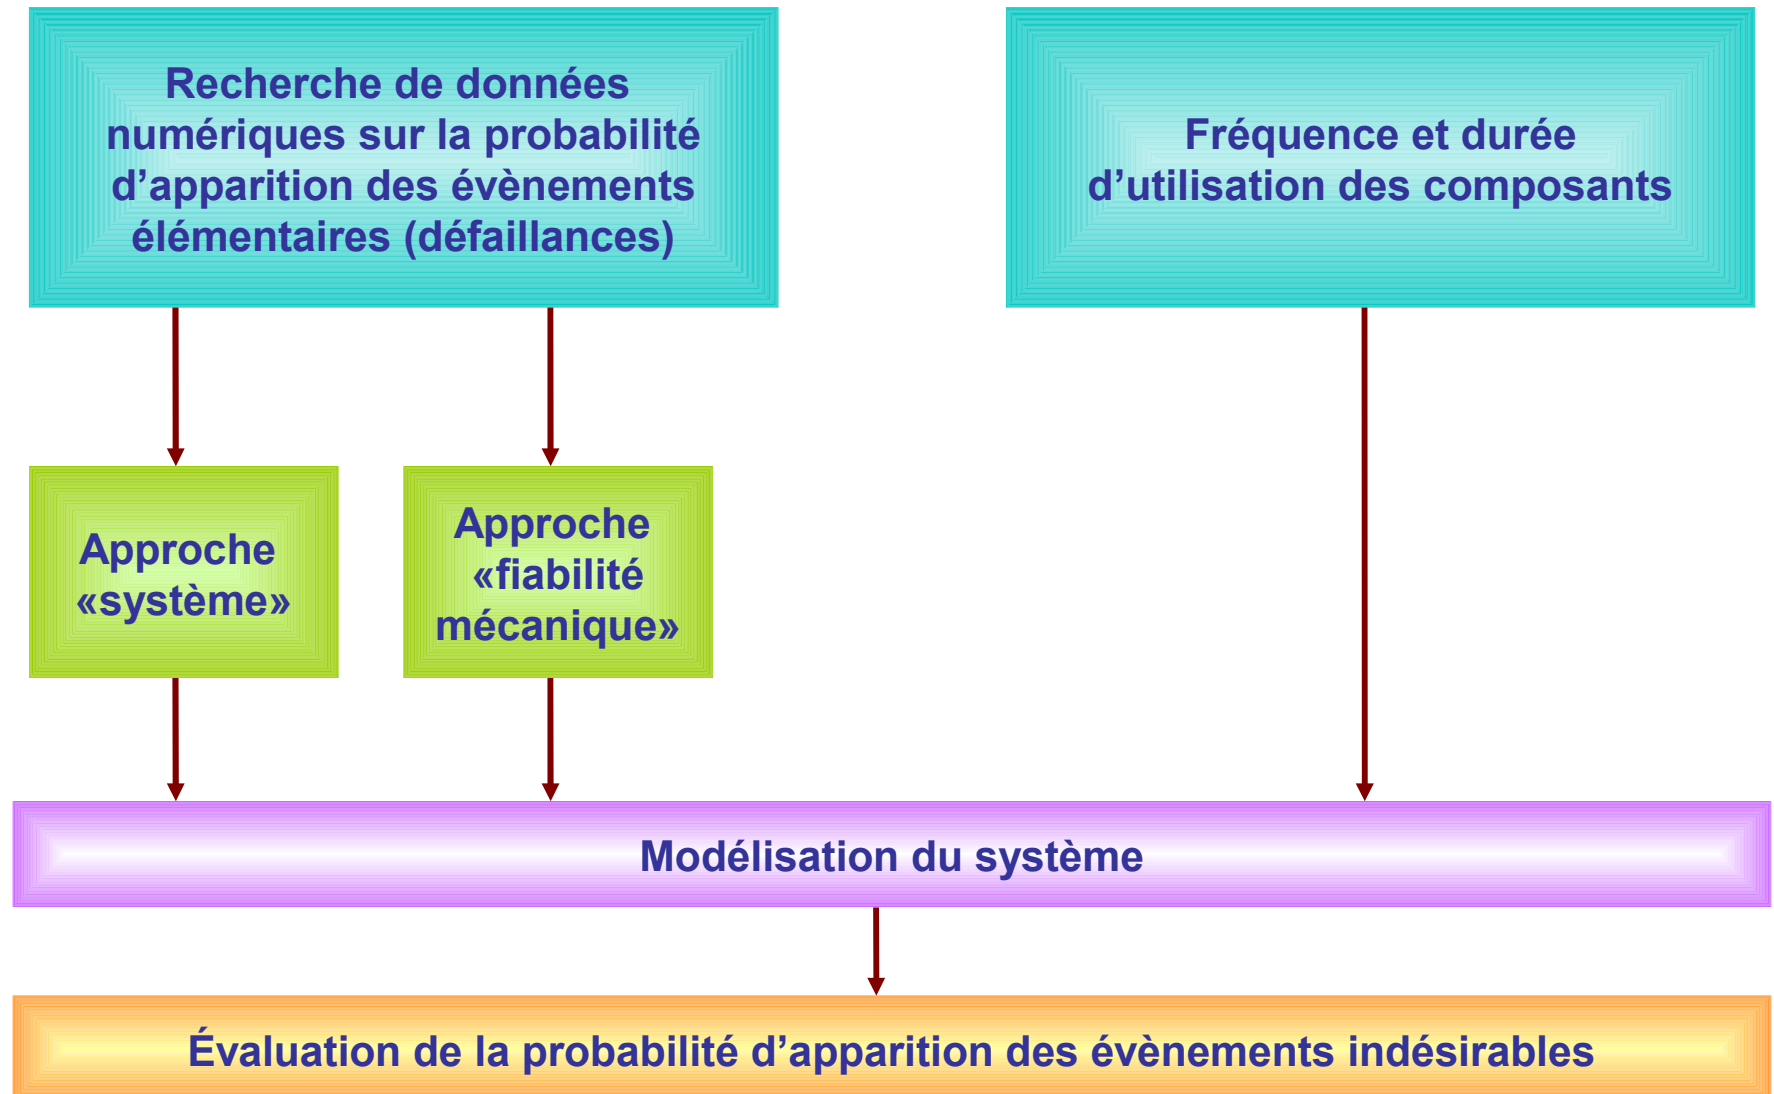 Recherche de données
numériques sur la probabilité
d’apparition des évènements
élémentaires (défaillances)
Fréquence et durée
d’utilisation des composants
Approche
«système»
Approche
«fiabilité
mécanique»
Modélisation du système
Évaluation de la probabilité d’apparition des évènements indésirables